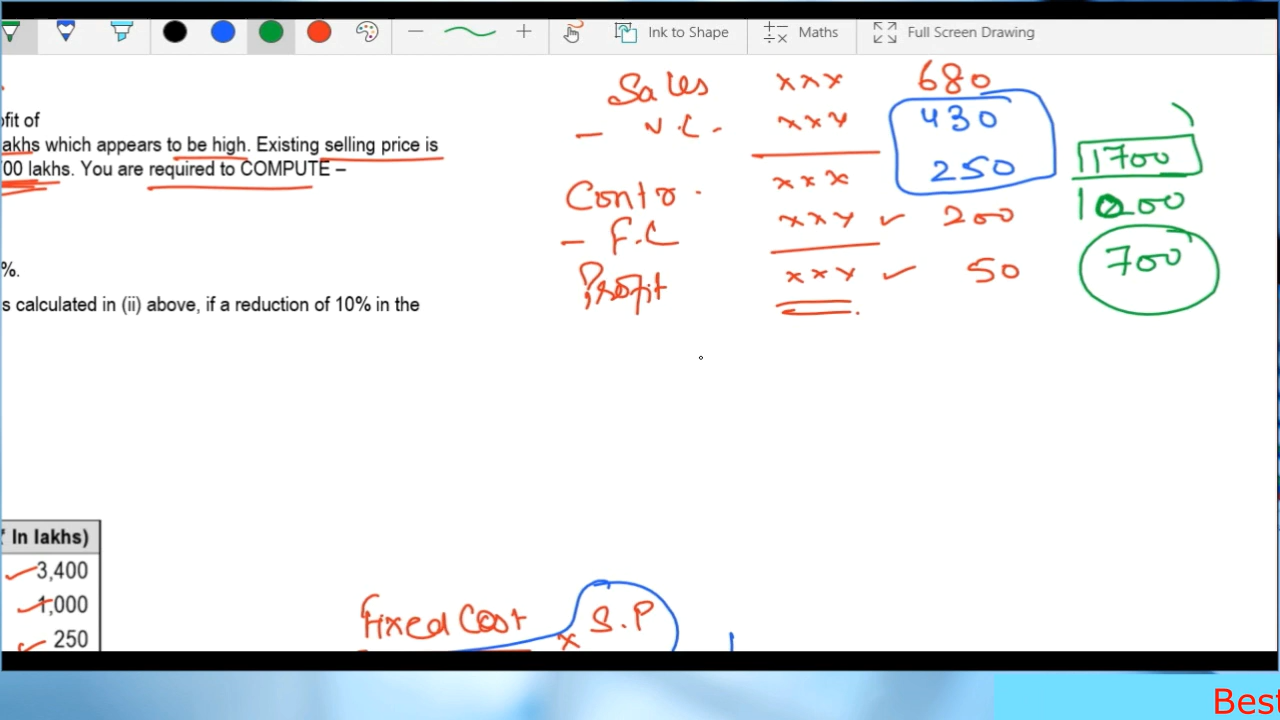 Ink to Shape Maths Full Screen Drawing
Sales xxx 680
- V.C. xxx 430
ofit of
akhs which appears to be high. Existing selling price is
11700
00 lakhs. You are required to COMPUTE –
Contro. xxx 250
10200
- F.C xxx ✓ 200
%.
Profit xxx ✓ 50
700
s calculated in (ii) above, if a reduction of 10% in the
₹ In lakhs)
3,400
1,000
250
Fixed Cost x S.P
Best